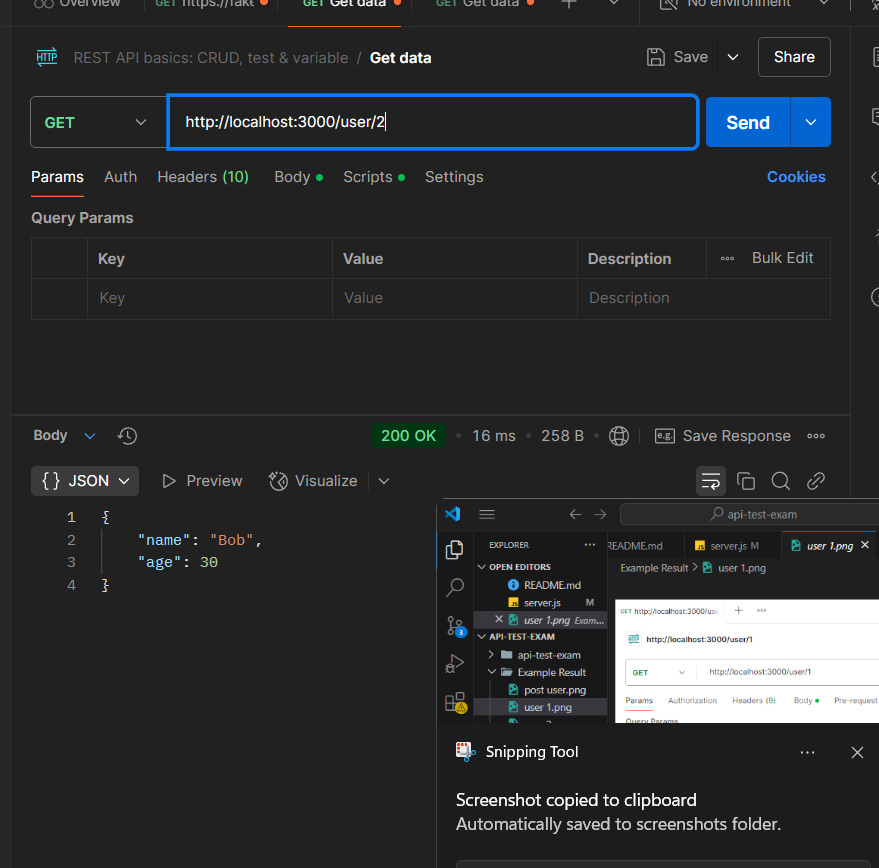 Overview GET https://fake GET Get data GET Get data No environment
HTTP REST API basics: CRUD, test & variable / Get data Save Share
GET http://localhost:3000/user/2 Send
Params Auth Headers (10) Body Scripts Settings Cookies
Query Params
Key Value Description Bulk Edit
Key Value Description
Body 200 OK 16 ms 258 B e.g. Save Response
{} JSON Preview Visualize
1 {
2 "name": "Bob",
3 "age": 30
4 }
api-test-exam
EXPLORER README.md JS server.js M user 1.png
OPEN EDITORS Example Result > user 1.png
README.md
JS server.js M
user 1.png Exam...
API-TEST-EXAM
api-test-exam
Example Result
post user.png
user 1.png
3
GET http://localhost:3000/use
HTTP http://localhost:3000/user/1
GET http://localhost:3000/user/1
Params Authorization Headers (9) Body Pre-request
Query Params
Snipping Tool
Screenshot copied to clipboard
Automatically saved to screenshots folder.